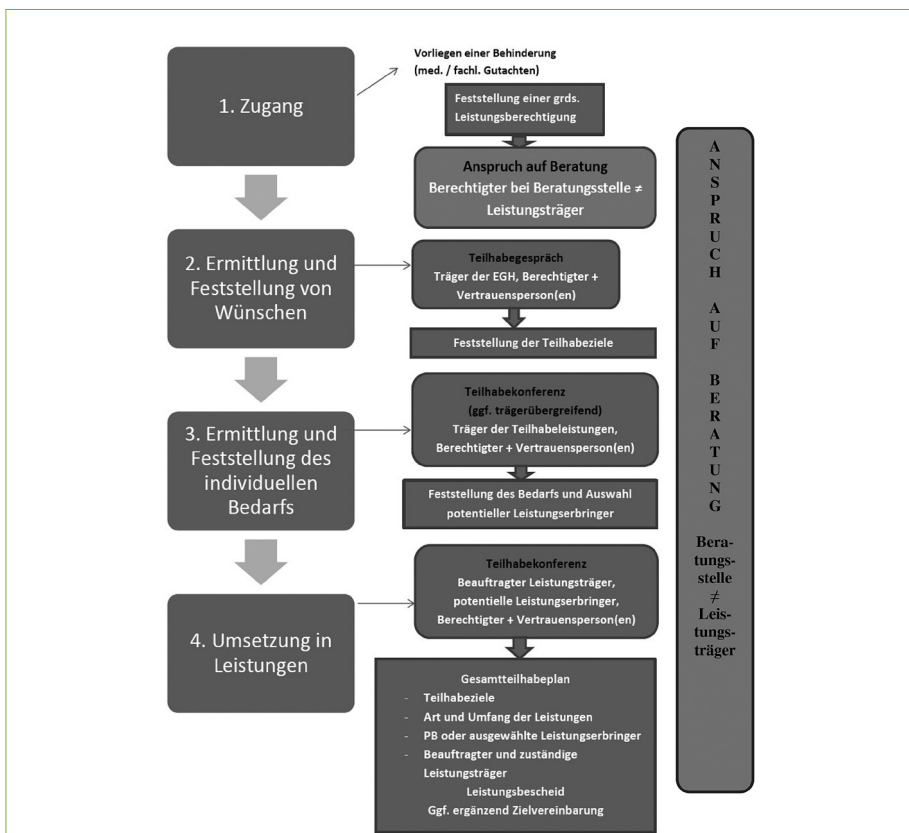 1. Zugang
Vorliegen einer Behinderung
(med. / fachl. Gutachten)
Feststellung einer grds.
Leistungsberechtigung
Anspruch auf Beratung
Berechtigter bei Beratungsstelle ≠
Leistungsträger
2. Ermittlung und
Feststellung von
Wünschen
Teilhabegespräch
Träger der EGH, Berechtigter +
Vertrauensperson(en)
Feststellung der Teilhabeziele
3. Ermittlung und
Feststellung des
individuellen
Bedarfs
Teilhabekonferenz
(ggf. trägerübergreifend)
Träger der Teilhabeleistungen,
Berechtigter + Vertrauensperson(en)
Feststellung des Bedarfs und Auswahl
potentieller Leistungserbringer
4. Umsetzung in
Leistungen
Teilhabekonferenz
Beauftragter Leistungsträger,
potentielle Leistungserbringer,
Berechtigter + Vertrauensperson(en)
Gesamtteilhabeplan
- Teilhabeziele
- Art und Umfang der Leistungen
- PB oder ausgewählte Leistungserbringer
- Beauftragter und zuständige
Leistungsträger
Leistungsbescheid
Ggf. ergänzend Zielvereinbarung
A
N
S
P
R
U
C
H
A
U
F
B
E
R
A
T
U
N
G
Bera-
tungs-
stelle
≠
Leis-
tungs-
träger